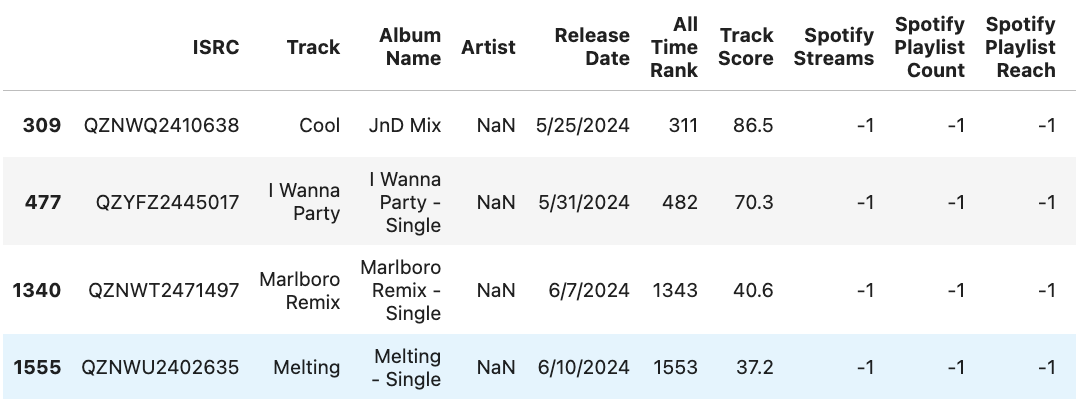 ISRC Track Album Name Artist Release Date All Time Rank Track Score Spotify Streams Spotify Playlist Count Spotify Playlist Reach
309 QZNWQ2410638 Cool JnD Mix NaN 5/25/2024 311 86.5 -1 -1 -1
477 QZYFZ2445017 I Wanna Party I Wanna Party - Single NaN 5/31/2024 482 70.3 -1 -1 -1
1340 QZNWT2471497 Marlboro Remix Marlboro Remix - Single NaN 6/7/2024 1343 40.6 -1 -1 -1
1555 QZNWU2402635 Melting Melting - Single NaN 6/10/2024 1553 37.2 -1 -1 -1